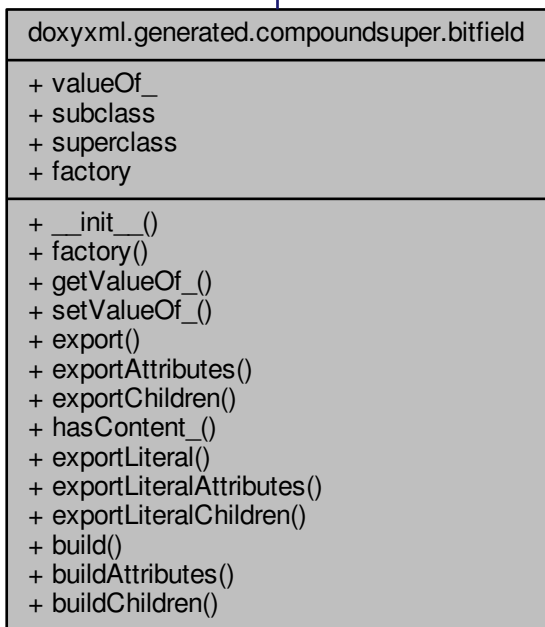 doxyxml.generated.compoundsuper.bitfield
+ valueOf_
+ subclass
+ superclass
+ factory
+ __init__()
+ factory()
+ getValueOf_()
+ setValueOf_()
+ export()
+ exportAttributes()
+ exportChildren()
+ hasContent_()
+ exportLiteral()
+ exportLiteralAttributes()
+ exportLiteralChildren()
+ build()
+ buildAttributes()
+ buildChildren()